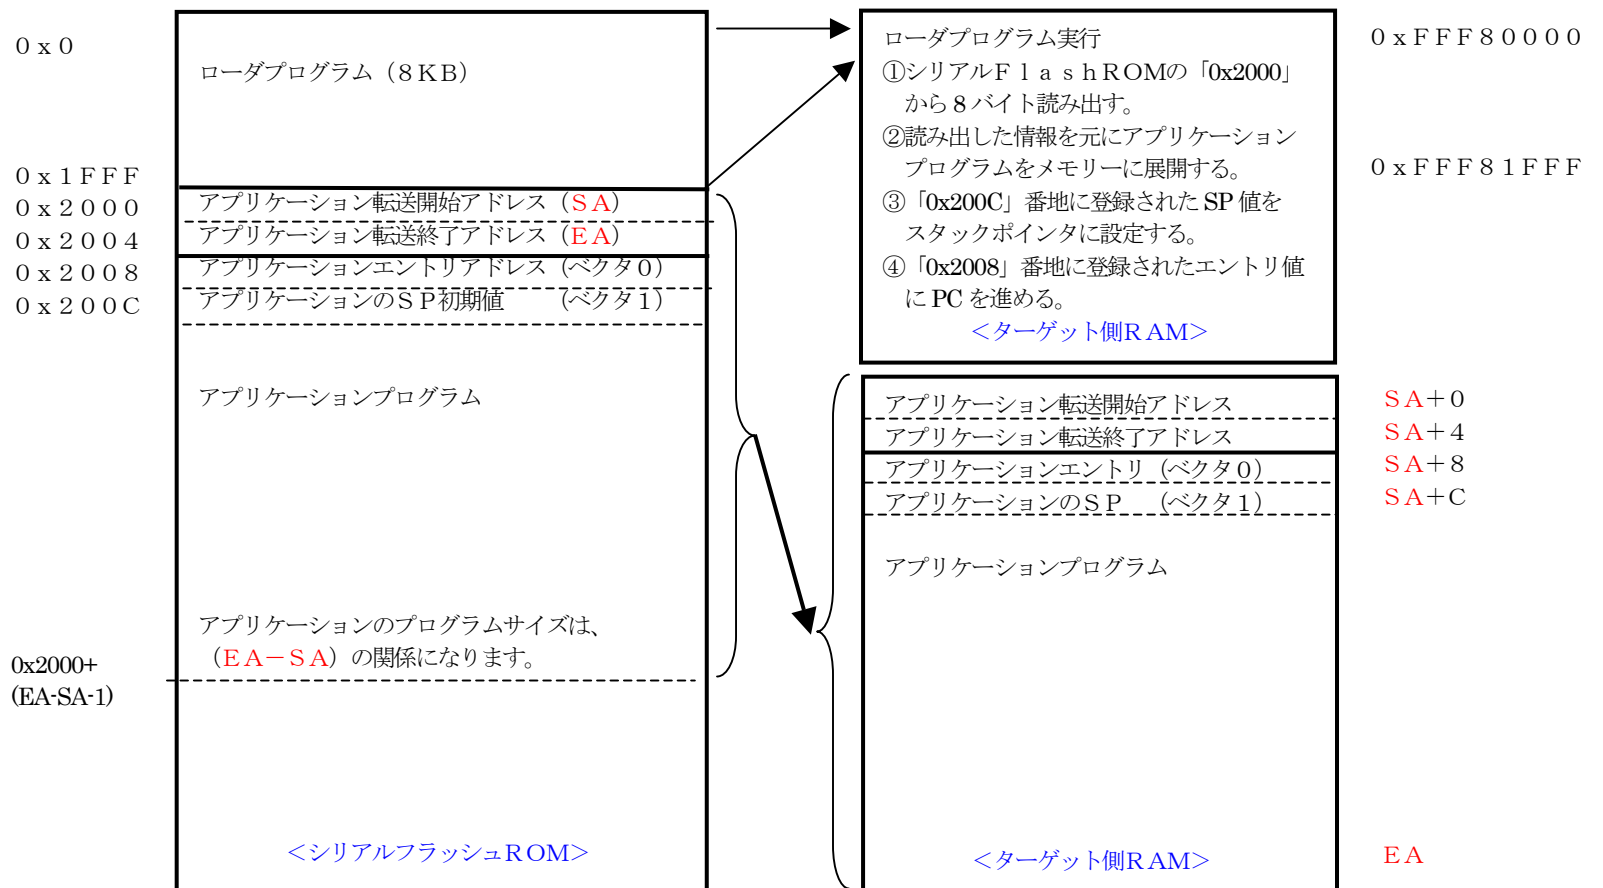 0x0
ローダプログラム（8KB）
0x1FFF
0x2000
アプリケーション転送開始アドレス（SA）
0x2004
アプリケーション転送終了アドレス（EA）
0x2008
アプリケーションエントリアドレス（ベクタ0）
0x200C
アプリケーションのSP初期値　　（ベクタ1）
アプリケーションプログラム
アプリケーションのプログラムサイズは、
（EA－SA）の関係になります。
0x2000+
(EA-SA-1)
＜シリアルフラッシュROM＞
ローダプログラム実行
①シリアルFlashROMの「0x2000」
から8バイト読み出す。
②読み出した情報を元にアプリケーション
プログラムをメモリーに展開する。
③「0x200C」番地に登録されたSP値を
スタックポインタに設定する。
④「0x2008」番地に登録されたエントリ値
にPCを進める。
＜ターゲット側RAM＞
0xFFF80000
0xFFF81FFF
アプリケーション転送開始アドレス
SA+0
アプリケーション転送終了アドレス
SA+4
アプリケーションエントリ（ベクタ0）
SA+8
アプリケーションのSP　（ベクタ1）
SA+C
アプリケーションプログラム
＜ターゲット側RAM＞
EA